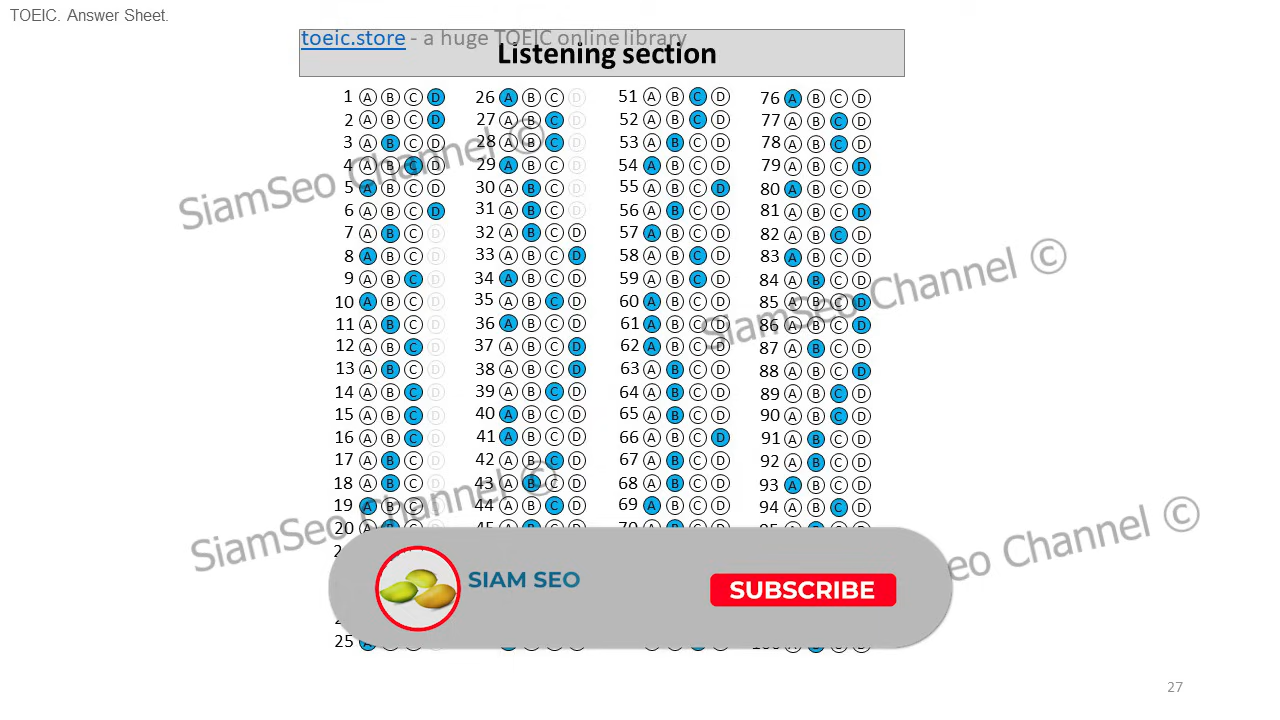 TOEIC. Answer Sheet.
toeic.store - a huge TOEIC online library
Listening section
1 A B C D 26 A B C D 51 A B C D 76 A B C D
2 A B C D 27 A B C D 52 A B C D 77 A B C D
3 A B C D 28 A B C D 53 A B C D 78 A B C D
4 A B C D 29 A B C D 54 A B C D 79 A B C D
5 A B C D 30 A B C D 55 A B C D 80 A B C D
6 A B C D 31 A B C D 56 A B C D 81 A B C D
7 A B C D 32 A B C D 57 A B C D 82 A B C D
8 A B C D 33 A B C D 58 A B C D 83 A B C D
9 A B C D 34 A B C D 59 A B C D 84 A B C D
10 A B C D 35 A B C D 60 A B C D 85 A B C D
11 A B C D 36 A B C D 61 A B C D 86 A B C D
12 A B C D 37 A B C D 62 A B C D 87 A B C D
13 A B C D 38 A B C D 63 A B C D 88 A B C D
14 A B C D 39 A B C D 64 A B C D 89 A B C D
15 A B C D 40 A B C D 65 A B C D 90 A B C D
16 A B C D 41 A B C D 66 A B C D 91 A B C D
17 A B C D 42 A B C D 67 A B C D 92 A B C D
18 A B C D 43 A B C D 68 A B C D 93 A B C D
19 A B C D 44 A B C D 69 A B C D 94 A B C D
20
25
SiamSeo Channel ©
SiamSeo Channel ©
SiamSeo Channel ©
eo Channel ©
SIAM SEO
SUBSCRIBE
27